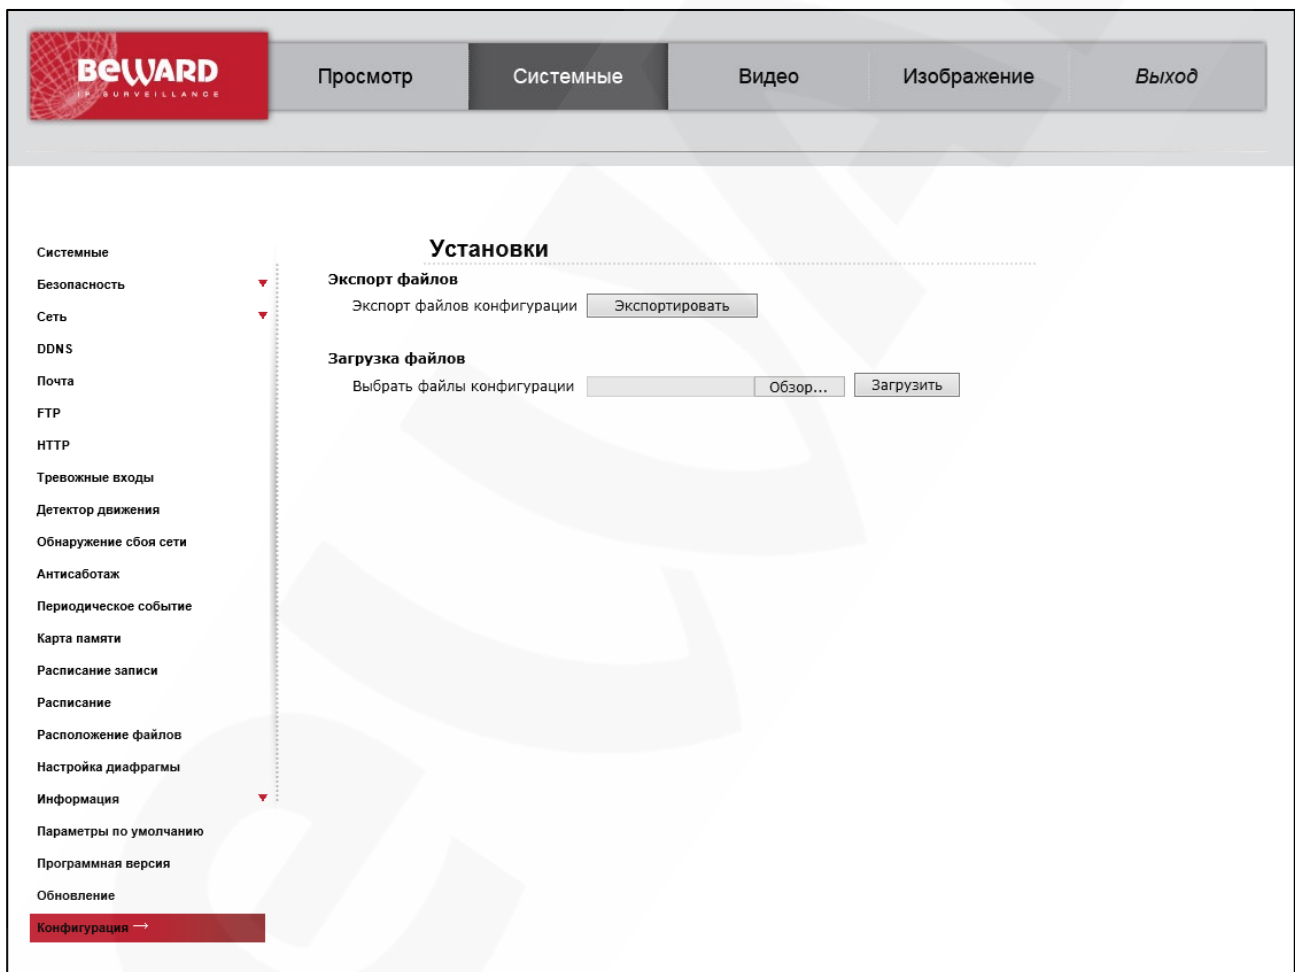 BEWARD
IP SURVEILLANCE
Просмотр
Системные
Видео
Изображение
Выход
Системные
Безопасность
Сеть
DDNS
Почта
FTP
HTTP
Тревожные входы
Детектор движения
Обнаружение сбоя сети
Антисаботаж
Периодическое событие
Карта памяти
Расписание записи
Расписание
Расположение файлов
Настройка диафрагмы
Информация
Параметры по умолчанию
Программная версия
Обновление
Конфигурация →
Установки
Экспорт файлов
Экспорт файлов конфигурации Экспортировать
Загрузка файлов
Выбрать файлы конфигурации Обзор... Загрузить